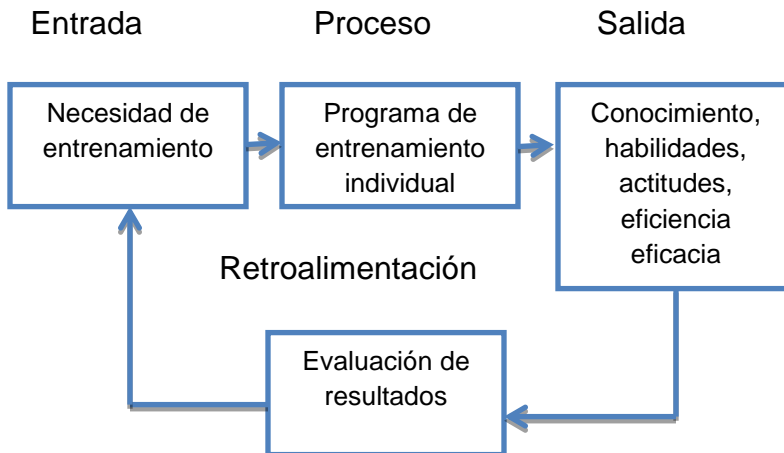 Entrada
Proceso
Salida
Necesidad de
entrenamiento
Programa de
entrenamiento
individual
Conocimiento,
habilidades,
actitudes,
eficiencia
eficacia
Retroalimentación
Evaluación de
resultados